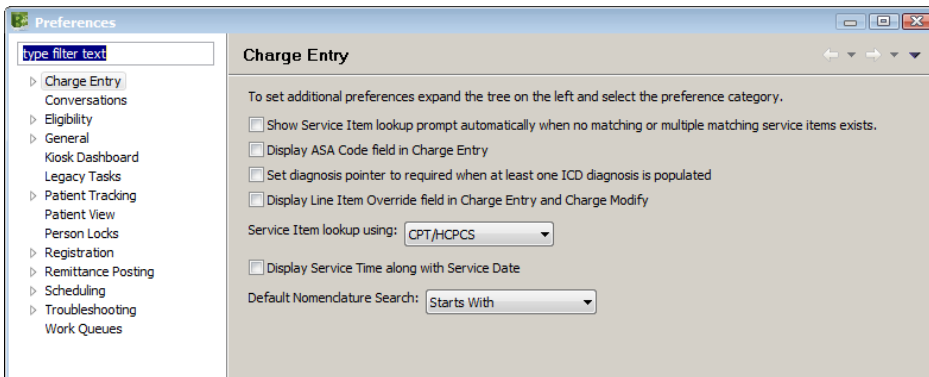 Preferences
type filter text
Charge Entry
Conversations
Eligibility
General
Kiosk Dashboard
Legacy Tasks
Patient Tracking
Patient View
Person Locks
Registration
Remittance Posting
Scheduling
Troubleshooting
Work Queues
Charge Entry
To set additional preferences expand the tree on the left and select the preference category.
Show Service Item lookup prompt automatically when no matching or multiple matching service items exists.
Display ASA Code field in Charge Entry
Set diagnosis pointer to required when at least one ICD diagnosis is populated
Display Line Item Override field in Charge Entry and Charge Modify
Service Item lookup using: CPT/HCPCS
Display Service Time along with Service Date
Default Nomenclature Search: Starts With